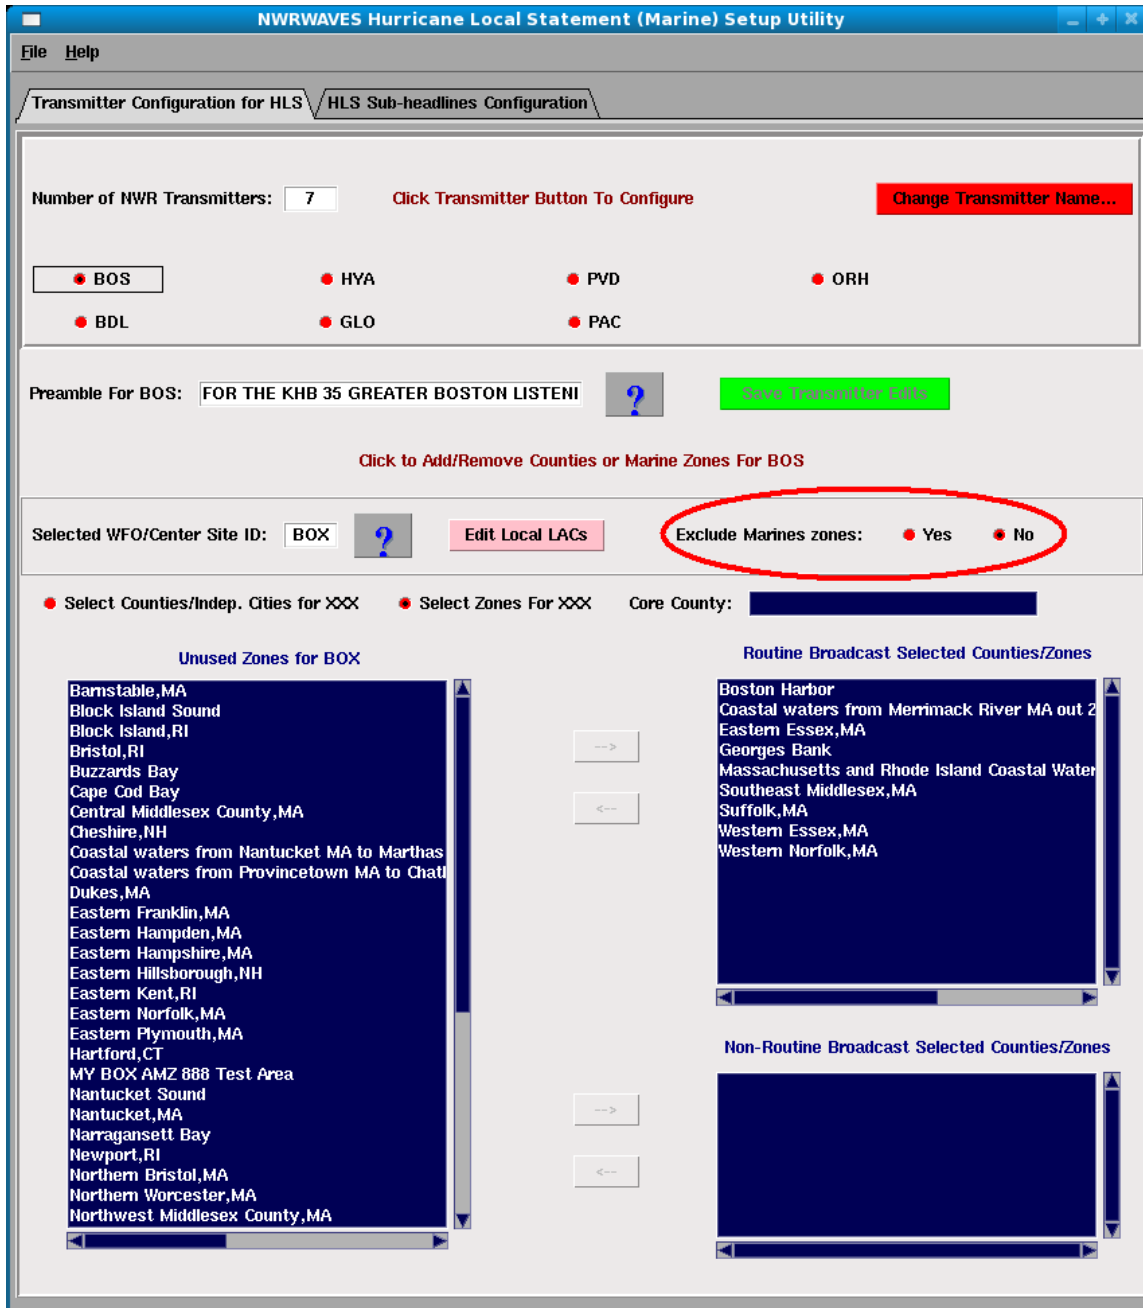 NWRWAVES Hurricane Local Statement (Marine) Setup Utility
File Help
Transmitter Configuration for HLS HLS Sub-headlines Configuration
Number of NWR Transmitters: 7 Click Transmitter Button To Configure Change Transmitter Name...
BOS HYA PVD ORH
BDL GLO PAC
Preamble For BOS: FOR THE KHB 35 GREATER BOSTON LISTENI ? Save Transmitter Edits
Click to Add/Remove Counties or Marine Zones For BOS
Selected WFO/Center Site ID: BOX ? Edit Local LACs Exclude Marines zones: Yes No
Select Counties/Indep. Cities for XXX Select Zones For XXX Core County:
Unused Zones for BOX
Barnstable,MA
Block Island Sound
Block Island,RI
Bristol,RI
Buzzards Bay
Cape Cod Bay
Central Middlesex County,MA
Cheshire,NH
Coastal waters from Nantucket MA to Marthas
Coastal waters from Provincetown MA to Chatl
Dukes,MA
Eastern Franklin,MA
Eastern Hampden,MA
Eastern Hampshire,MA
Eastern Hillsborough,NH
Eastern Kent,RI
Eastern Norfolk,MA
Eastern Plymouth,MA
Hartford,CT
MY BOX AMZ 888 Test Area
Nantucket Sound
Nantucket,MA
Narragansett Bay
Newport,RI
Northern Bristol,MA
Northern Worcester,MA
Northwest Middlesex County,MA
-->
<--
-->
<--
Routine Broadcast Selected Counties/Zones
Boston Harbor
Coastal waters from Merrimack River MA out 2
Eastern Essex,MA
Georges Bank
Massachusetts and Rhode Island Coastal Water
Southeast Middlesex,MA
Suffolk,MA
Western Essex,MA
Western Norfolk,MA
Non-Routine Broadcast Selected Counties/Zones